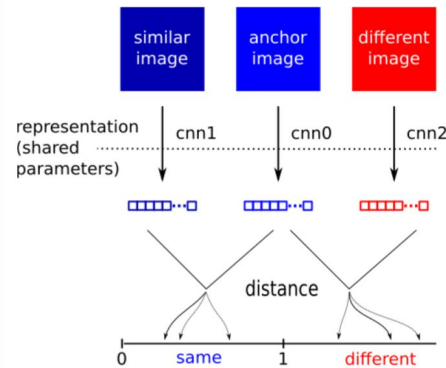 similar
image
anchor
image
different
image
representation
(shared
parameters)
cnn1
cnn0
cnn2
distance
0
same
1
different